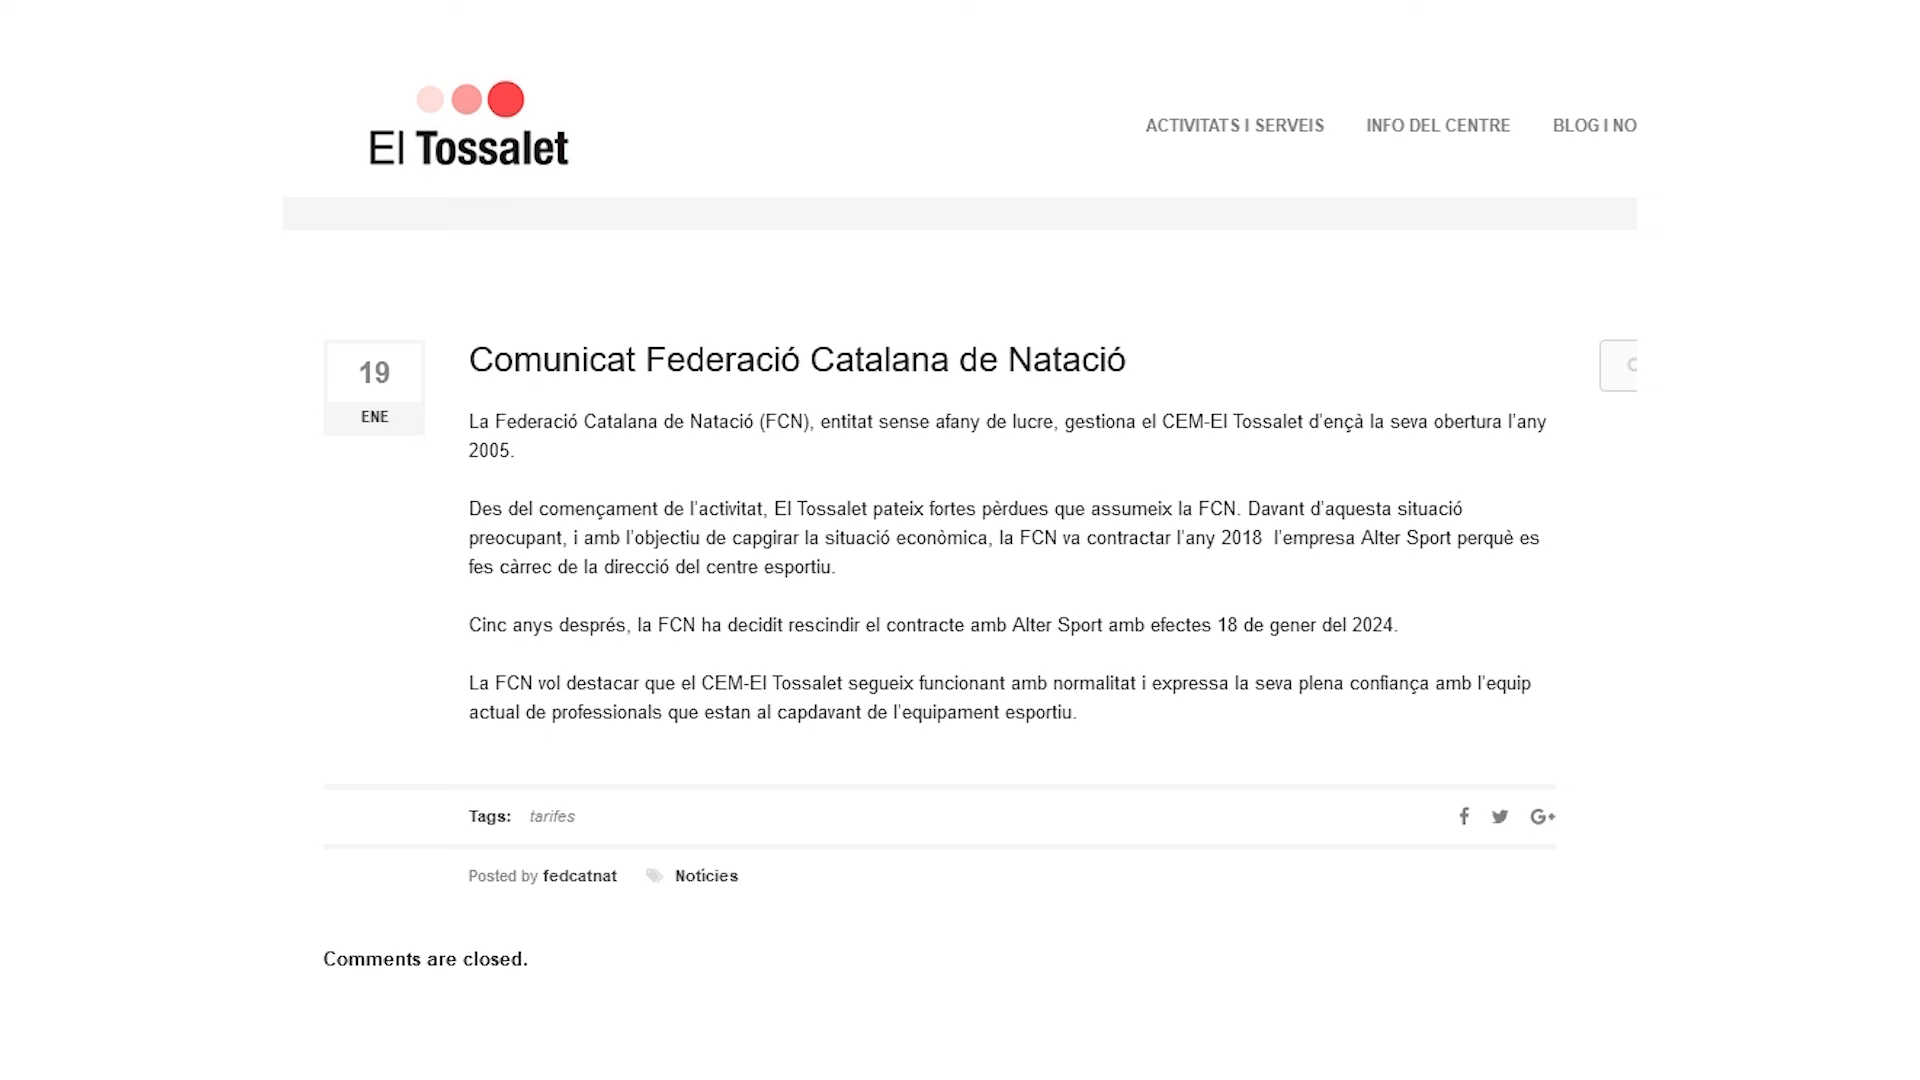 El Tossalet
ACTIVITATS I SERVEIS INFO DEL CENTRE BLOG I NO
19
ENE
Comunicat Federació Catalana de Natació
La Federació Catalana de Natació (FCN), entitat sense afany de lucre, gestiona el CEM-El Tossalet d'ençà la seva obertura l'any
2005.
Des del començament de l'activitat, El Tossalet pateix fortes pèrdues que assumeix la FCN. Davant d'aquesta situació
preocupant, i amb l'objectiu de capgirar la situació econòmica, la FCN va contractar l'any 2018 l'empresa Alter Sport perquè es
fes càrrec de la direcció del centre esportiu.
Cinc anys després, la FCN ha decidit rescindir el contracte amb Alter Sport amb efectes 18 de gener del 2024.
La FCN vol destacar que el CEM-El Tossalet segueix funcionant amb normalitat i expressa la seva plena confiança amb l'equip
actual de professionals que estan al capdavant de l'equipament esportiu.
Tags: tarifes
Posted by fedcatnat Notícies
Comments are closed.